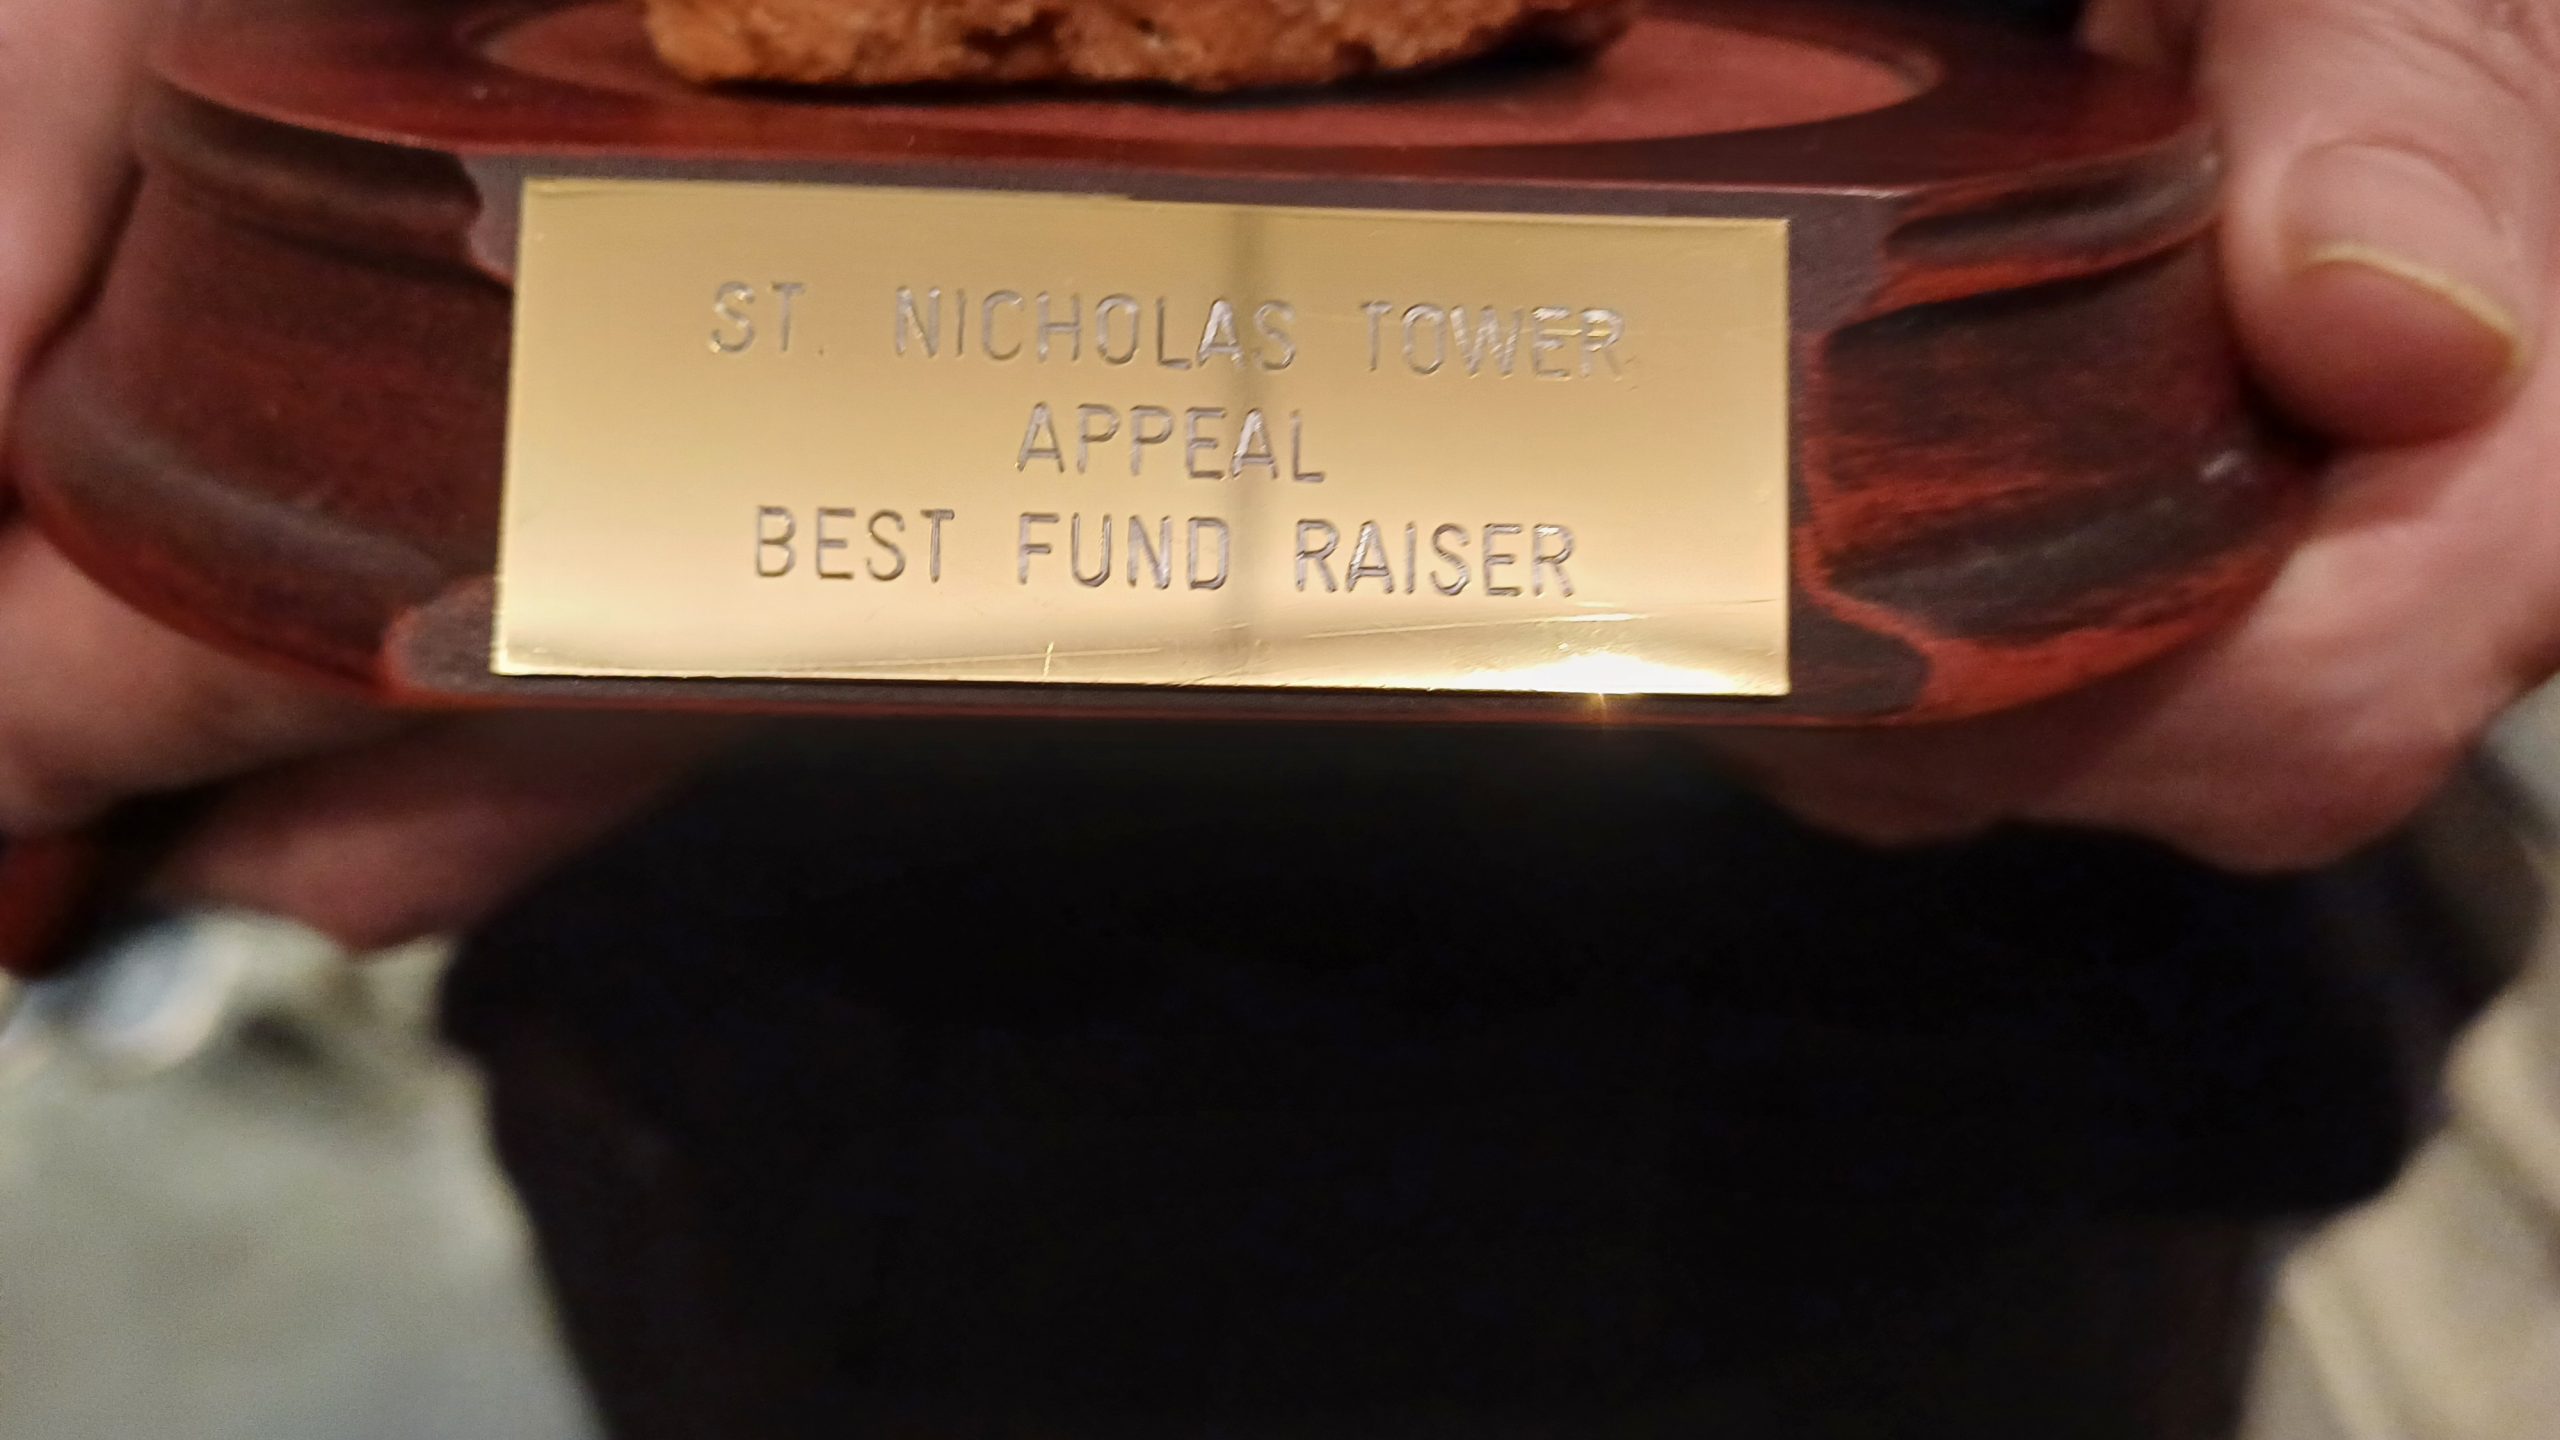 ST. NICHOLAS TOWER
APPEAL
BEST FUND RAISER